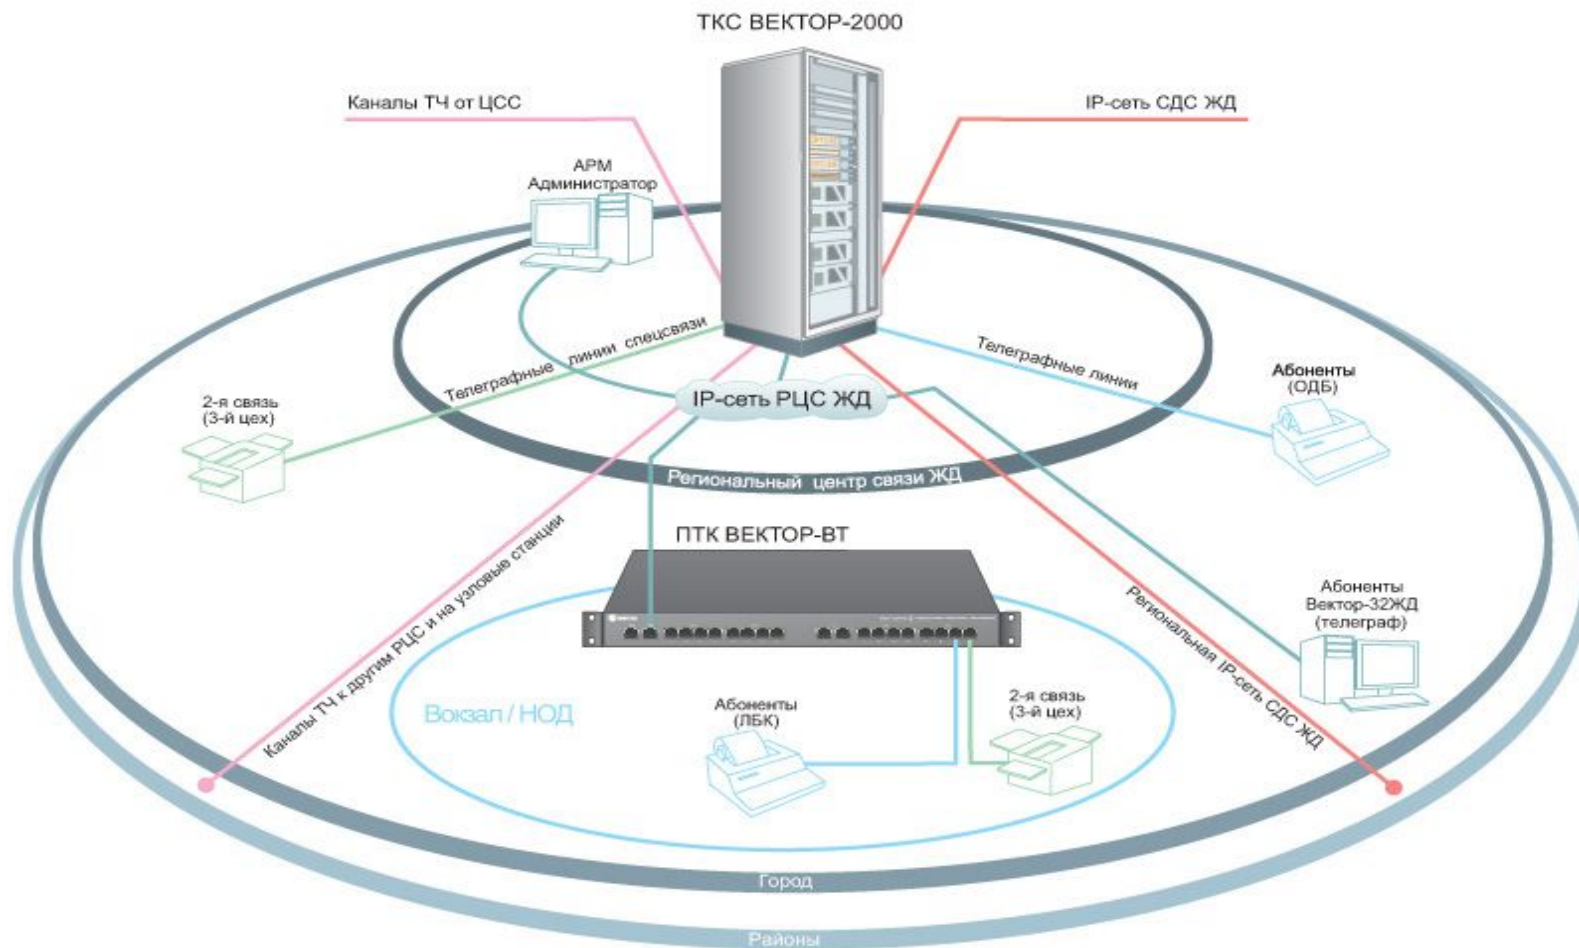 ТКС ВЕКТОР-2000
Каналы ТЧ от ЦСС
IP-сеть СДС ЖД
АРМ
Администратор
Телеграфные линии спецсвязи
Телеграфные линии
2-я связь
(3-й цех)
IP-сеть РЦС ЖД
Абоненты
(ОДБ)
Региональный центр связи ЖД
ПТК ВЕКТОР-ВТ
Каналы ТЧ к другим РЦС и на узловые станции
Региональная IP-сеть СДС ЖД
Абоненты
Вектор-32ЖД
(телеграф)
Вокзал / НОД
Абоненты
(ЛБК)
2-я связь
(3-й цех)
Город
Районы